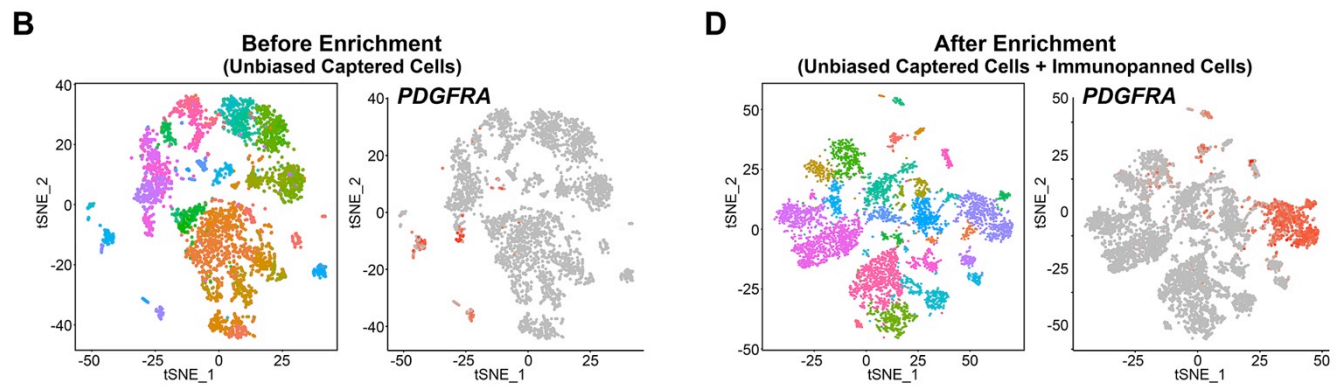 B
Before Enrichment
(Unbiased Captered Cells)
40
20
0
-20
-40
tSNE_2
-50
-25
0
25
tSNE_1
PDGFRA
40
20
0
-20
-40
tSNE_2
-50
-25
0
25
tSNE_1
D
After Enrichment
(Unbiased Captered Cells + Immunopanned Cells)
50
25
0
-25
-50
tSNE_2
-50
-25
0
25
50
tSNE_1
PDGFRA
50
25
0
-25
-50
tSNE_2
-25
0
25
50
tSNE_1